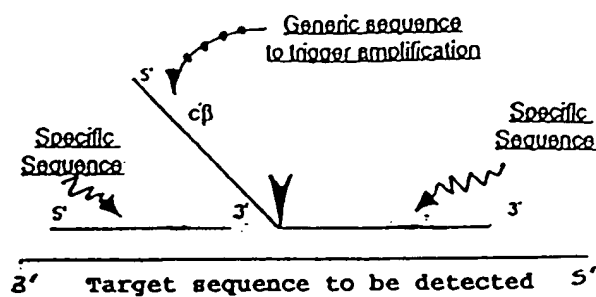 Generic sequence
to trigger amplification
5'
c'β
Specific
Sequence
Specific
Sequence
5'
3'
3'
3'
Target sequence to be detected
5'